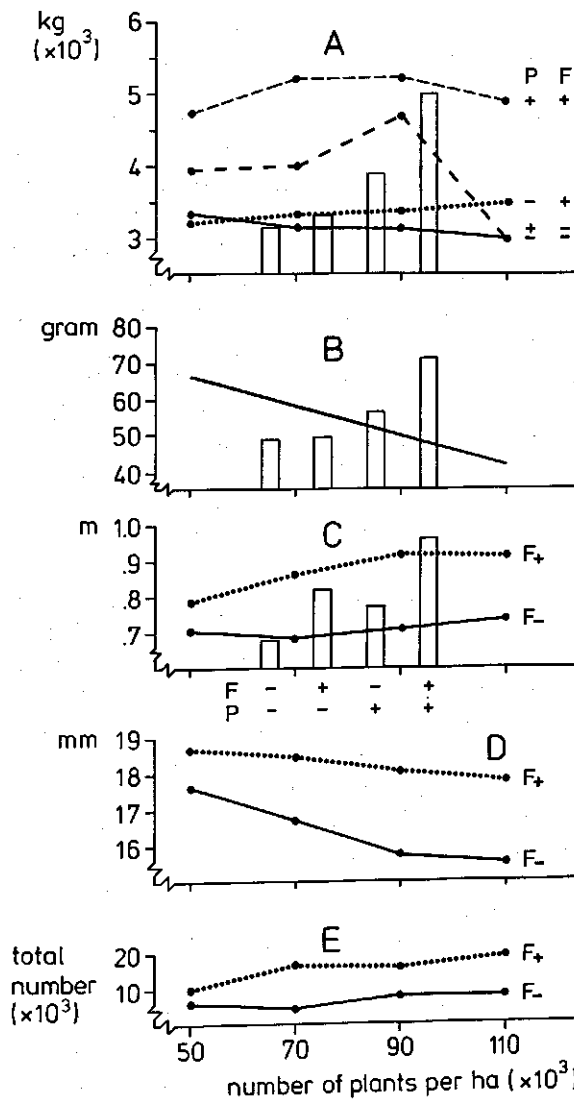 kg
(×10³)
A
6
5
4
3
P F
+ +
- +
+ -
- -
gram
B
80
70
60
50
40
m
C
1.0
.9
.8
.7
F+
F-
F - + - +
P - - + +
mm
D
19
18
17
16
F+
F-
total
number
(×10³)
E
20
10
F+
F-
50 70 90 110
number of plants per ha (×10³)